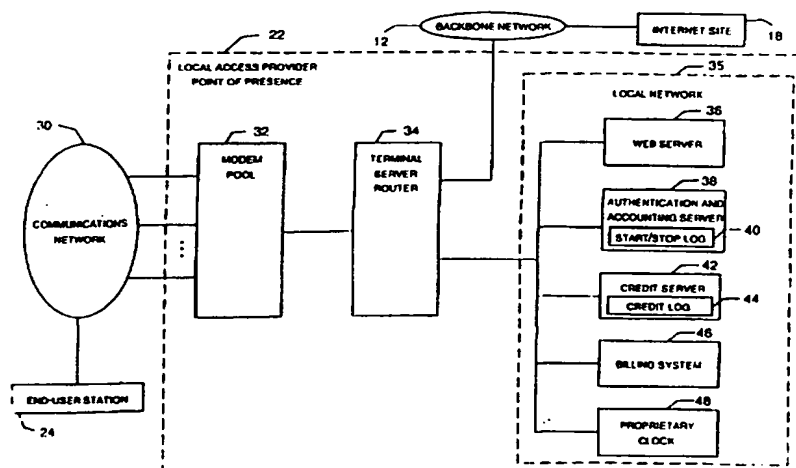 22
12
BACKBONE NETWORK
INTERNET SITE
18
LOCAL ACCESS PROVIDER
POINT OF PRESENCE
35
LOCAL NETWORK
30
32
34
36
MODEM
POOL
TERMINAL
SERVER
ROUTER
WEB SERVER
38
AUTHENTICATION AND
ACCOUNTING SERVER
START/STOP LOG
40
COMMUNICATIONS
NETWORK
42
CREDIT SERVER
CREDIT LOG
44
46
BILLING SYSTEM
END-USER STATION
24
48
PROPRIETARY
CLOCK